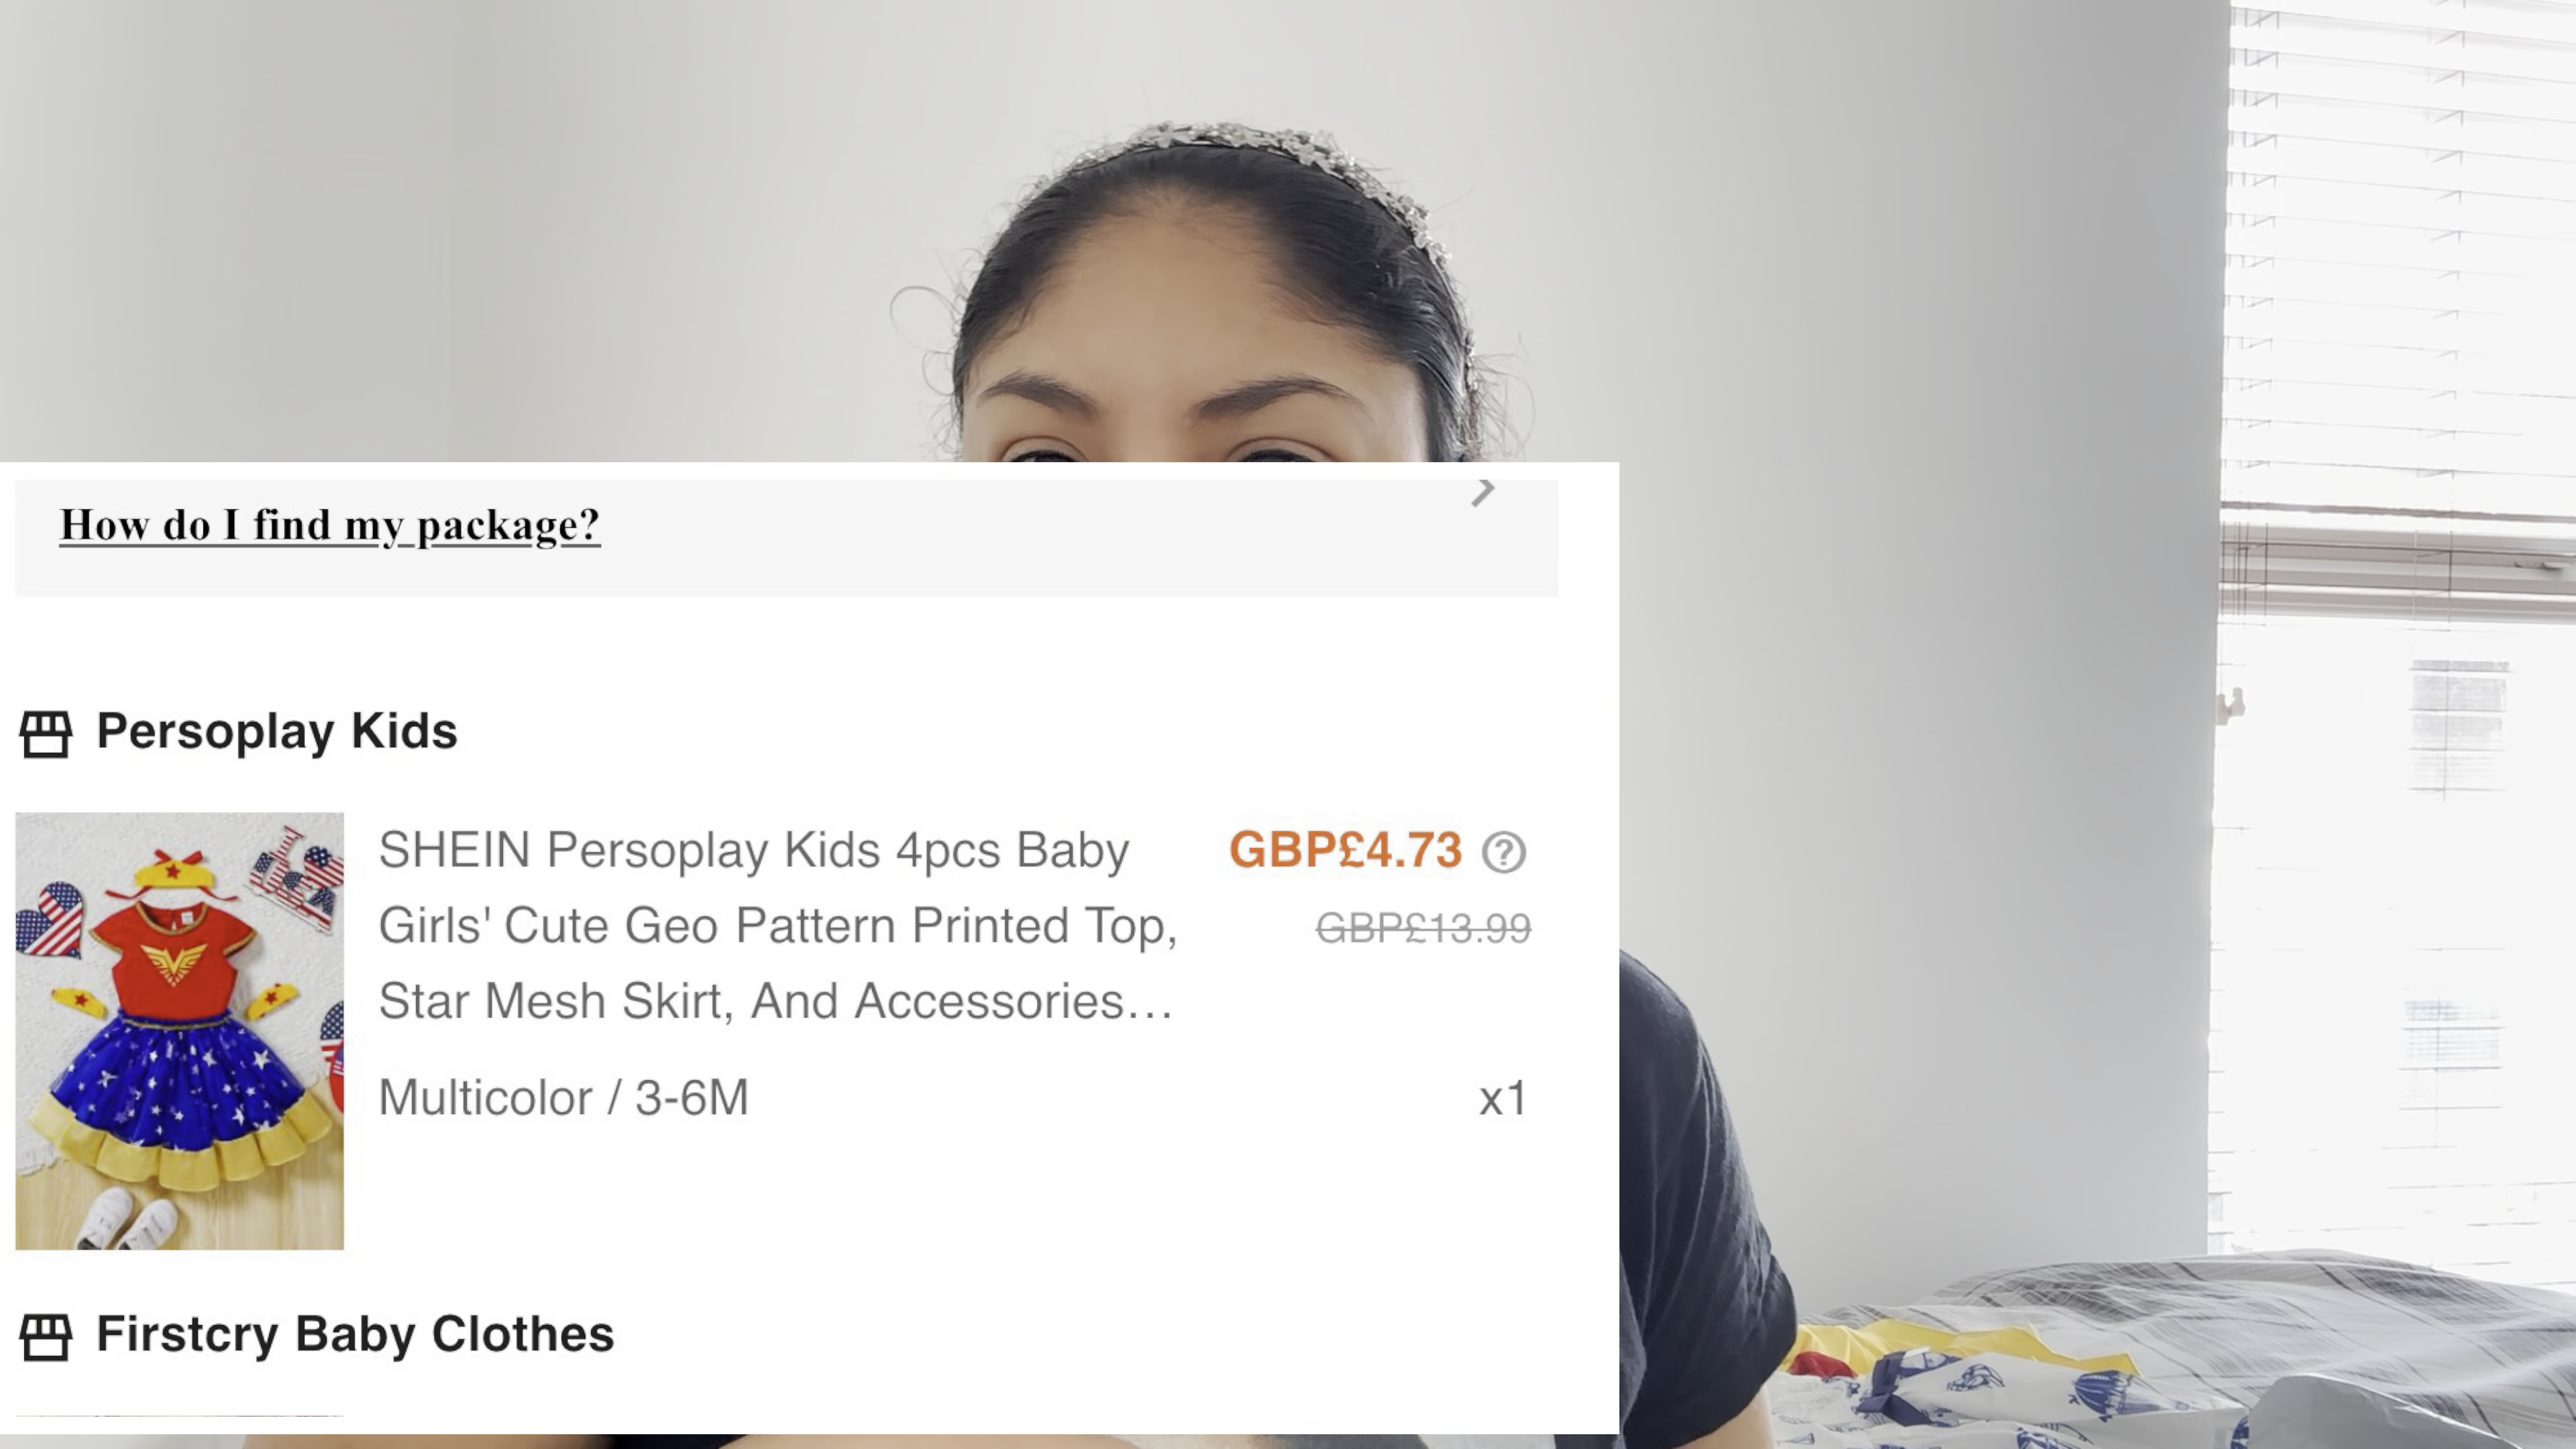 How do I find my package?
Persoplay Kids
SHEIN Persoplay Kids 4pcs Baby
Girls' Cute Geo Pattern Printed Top,
Star Mesh Skirt, And Accessories...
GBP£4.73
GBP£13.99
Multicolor / 3-6M
x1
Firstcry Baby Clothes